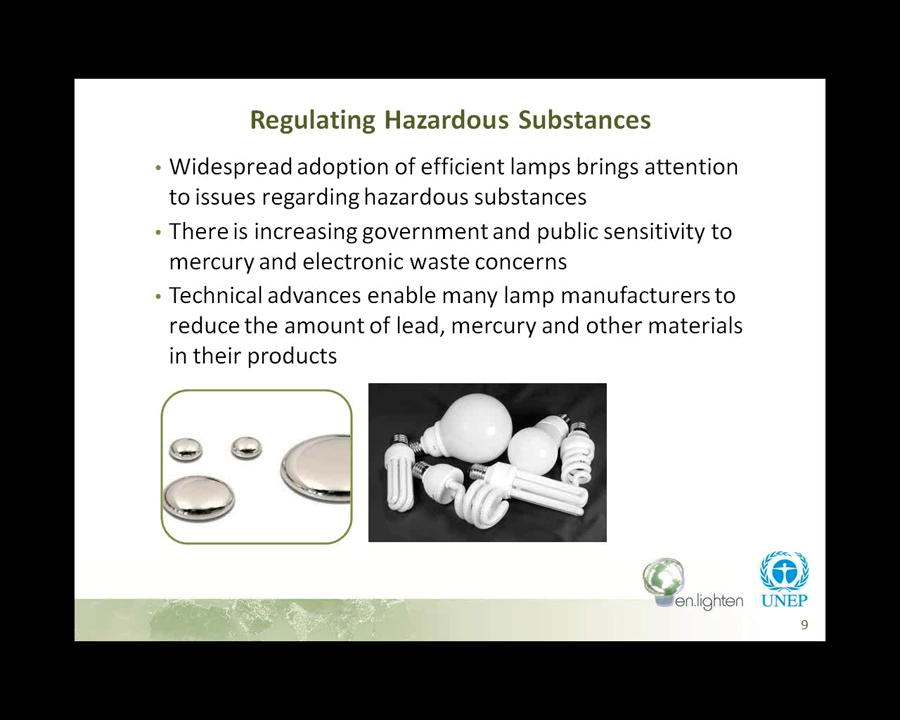 Regulating Hazardous Substances
• Widespread adoption of efficient lamps brings attention
to issues regarding hazardous substances
• There is increasing government and public sensitivity to
mercury and electronic waste concerns
• Technical advances enable many lamp manufacturers to
reduce the amount of lead, mercury and other materials
in their products
en.lighten
UNEP
9